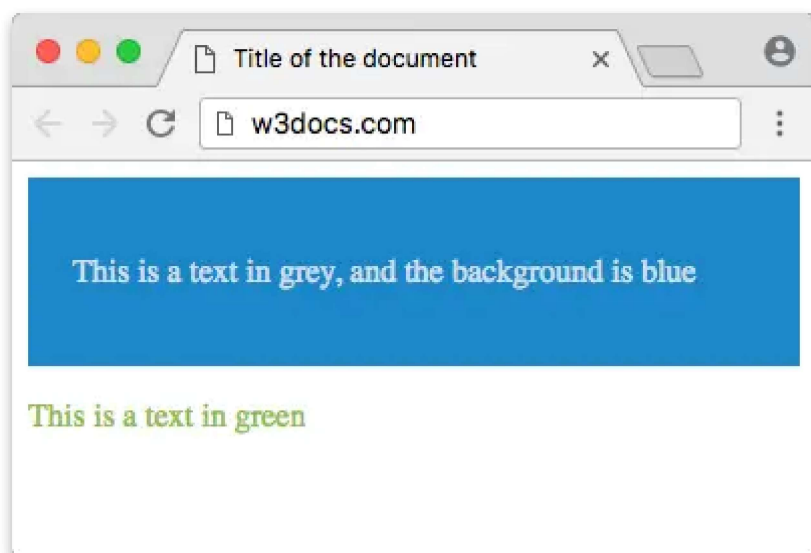 Title of the document
w3docs.com
This is a text in grey, and the background is blue
This is a text in green